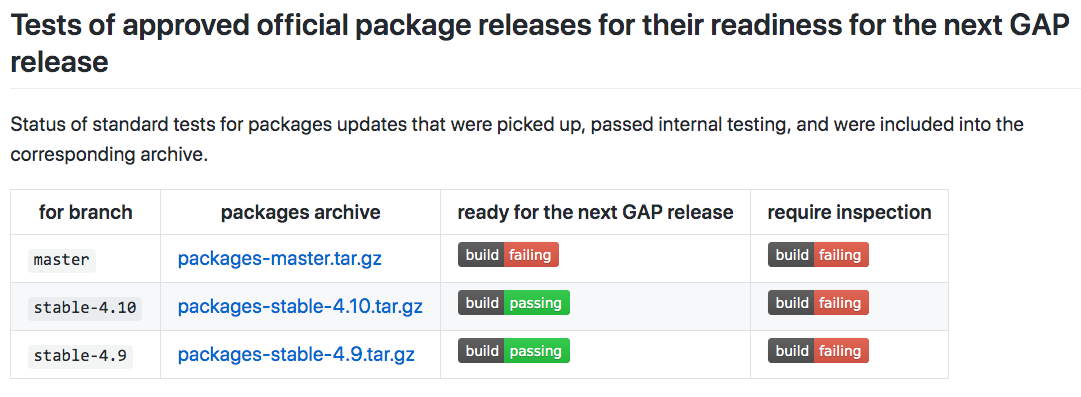 Tests of approved official package releases for their readiness for the next GAP
release
Status of standard tests for packages updates that were picked up, passed internal testing, and were included into the
corresponding archive.
for branch packages archive ready for the next GAP release require inspection
master packages-master.tar.gz build failing build failing
stable-4.10 packages-stable-4.10.tar.gz build passing build failing
stable-4.9 packages-stable-4.9.tar.gz build passing build failing